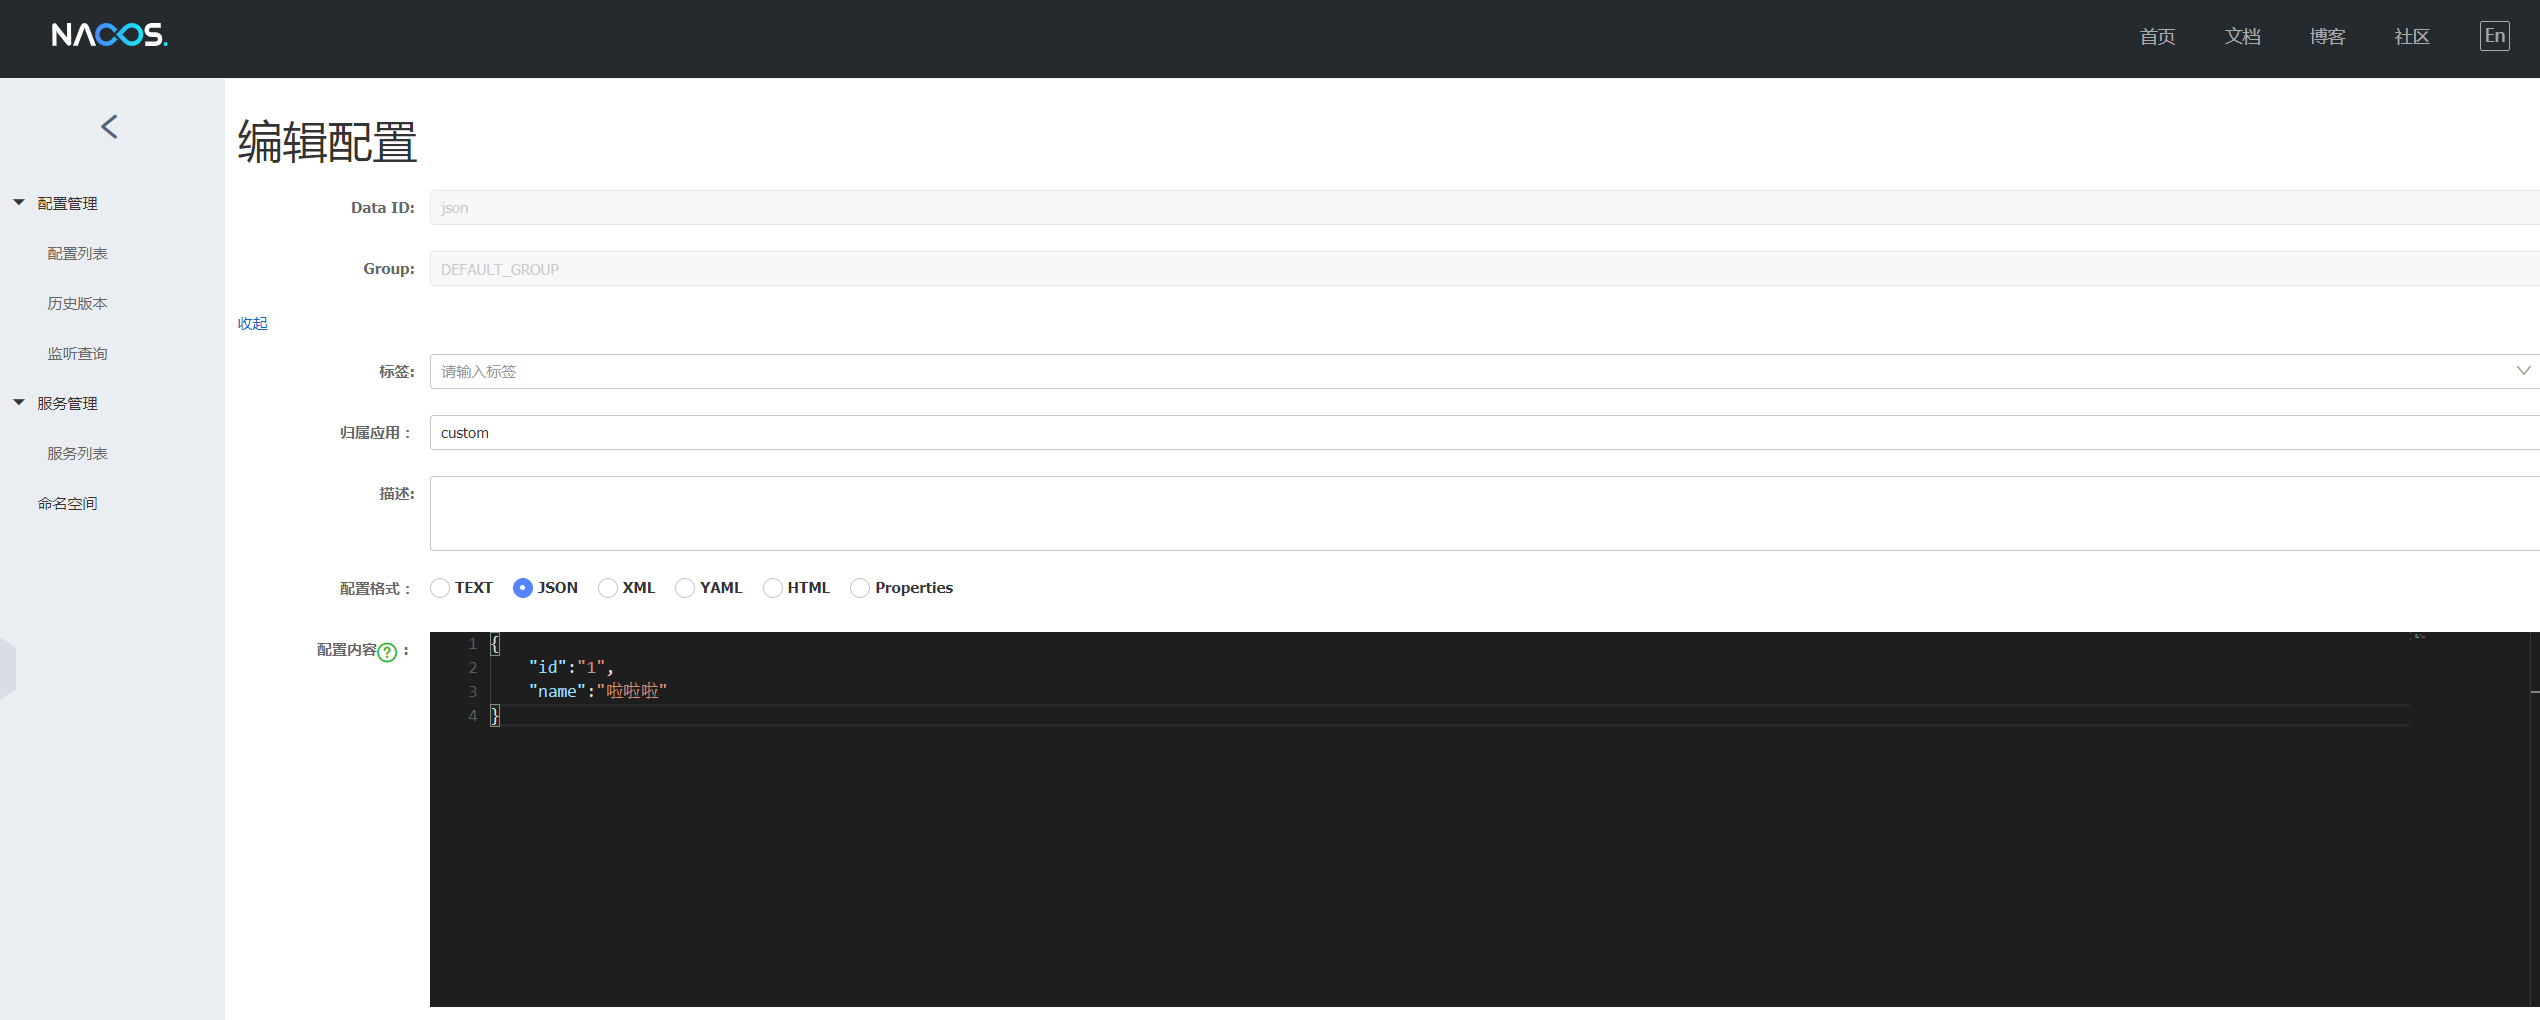 NACOS.
首页 文档 博客 社区 En
编辑配置
配置管理
配置列表
历史版本
监听查询
服务管理
服务列表
命名空间
Data ID: json
Group: DEFAULT_GROUP
收起
标签: 请输入标签
归属应用： custom
描述:
配置格式： TEXT JSON XML YAML HTML Properties
配置内容?：
1 {
2 "id":"1",
3 "name":"啦啦啦"
4 }